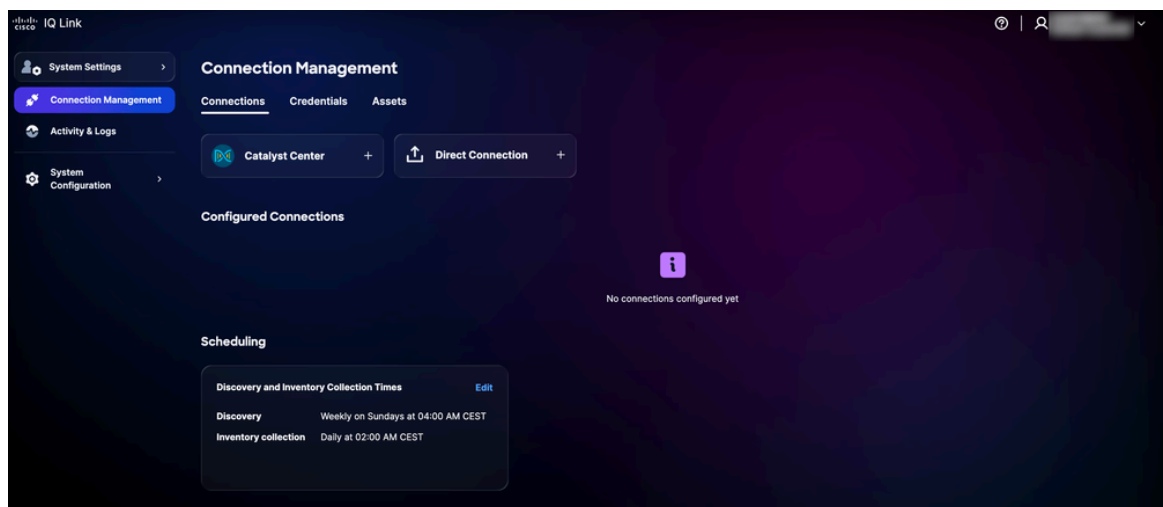 cisco IQ Link
System Settings
Connection Management
Activity & Logs
System
Configuration
Connection Management
Connections Credentials Assets
Catalyst Center +
Direct Connection +
Configured Connections
No connections configured yet
Scheduling
Discovery and Inventory Collection Times Edit
Discovery Weekly on Sundays at 04:00 AM CEST
Inventory collection Daily at 02:00 AM CEST